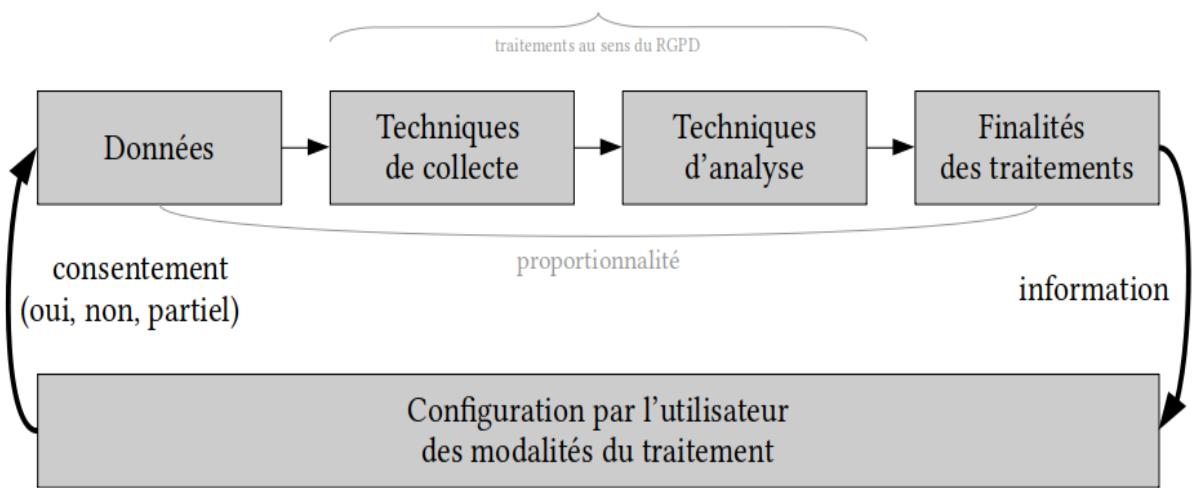 traitements au sens du RGPD
Données
Techniques
de collecte
Techniques
d'analyse
Finalités
des traitements
proportionnalité
consentement
(oui, non, partiel)
information
Configuration par l'utilisateur
des modalités du traitement